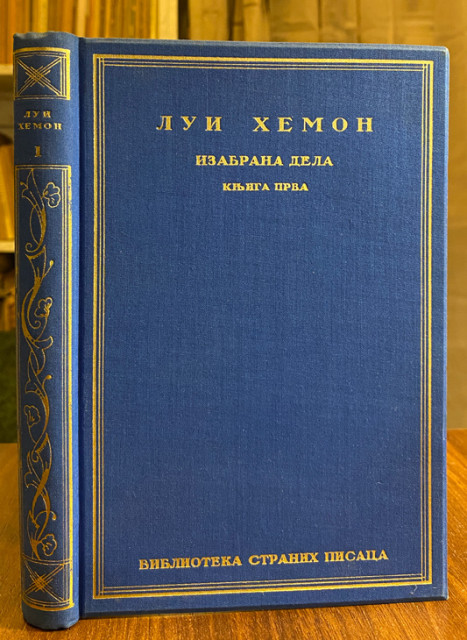 ЛУИ
ХЕМОН
I
ЛУИ ХЕМОН
ИЗАБРАНА ДЕЛА
КЊИГА ПРВА
БИБЛИОТЕКА СТРАНИХ ПИСАЦА